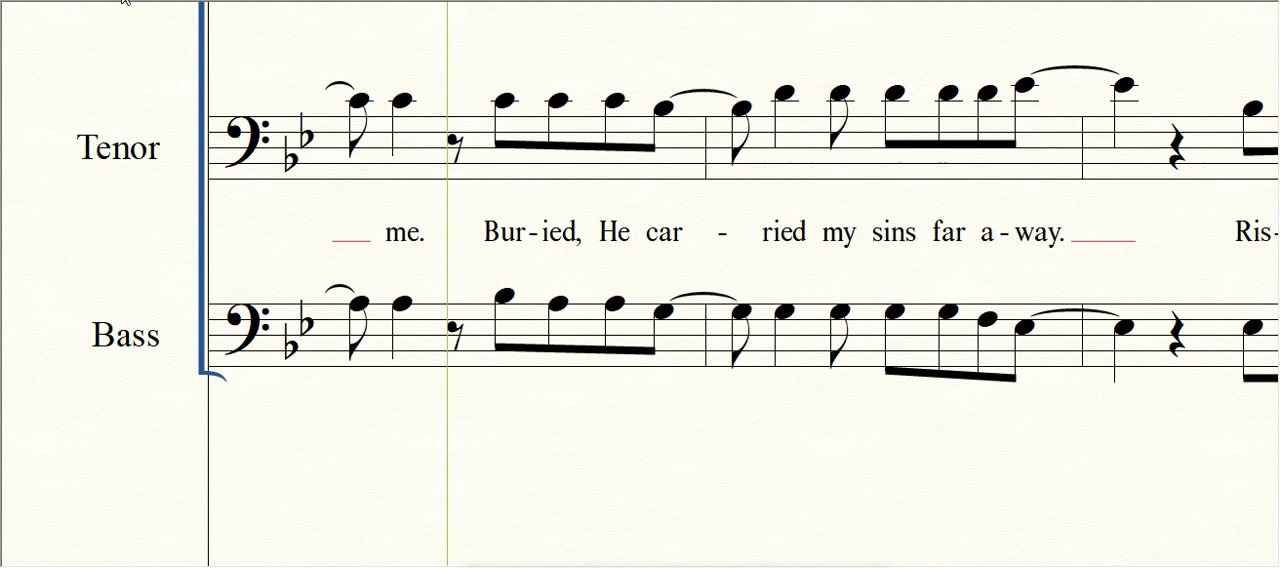 Tenor
me. Bur-ied, He car - ried my sins far a-way. Ris-
Bass